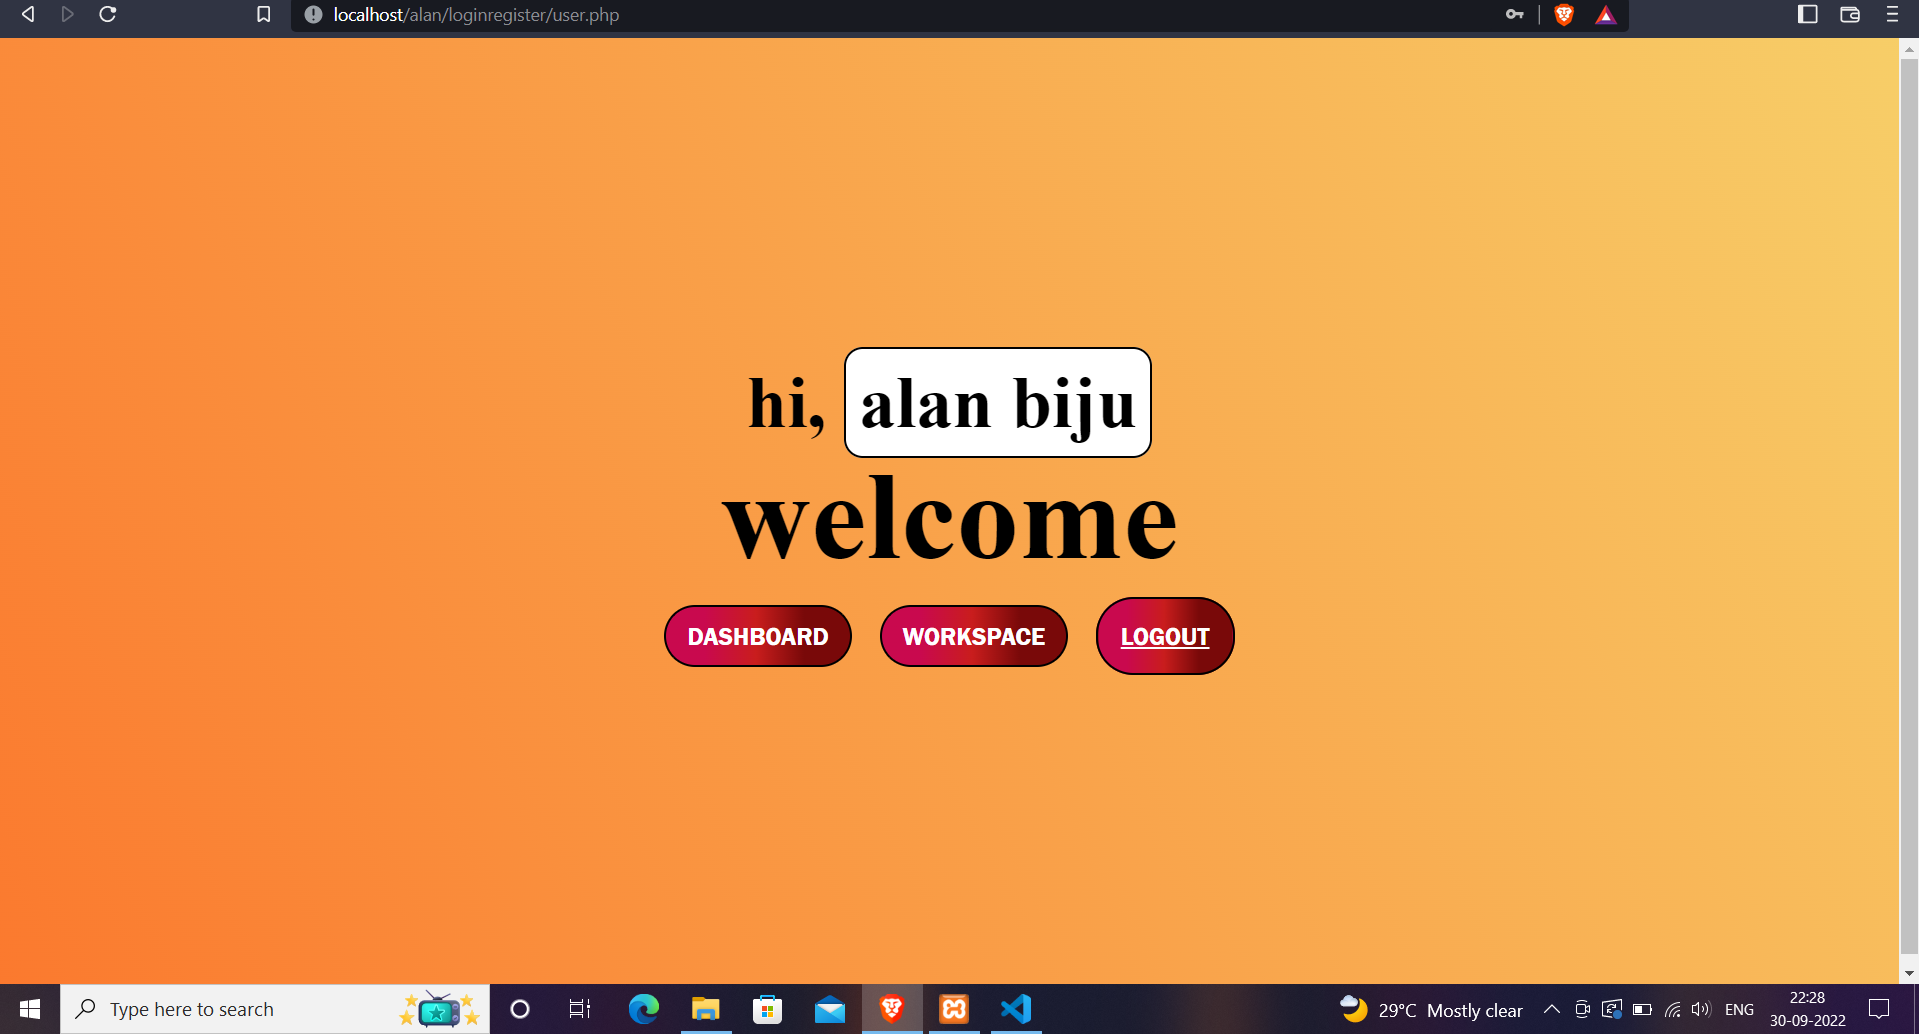 localhost/alan/loginregister/user.php
hi, alan biju
welcome
DASHBOARD WORKSPACE LOGOUT
Type here to search
29°C Mostly clear
ENG
22:28
30-09-2022